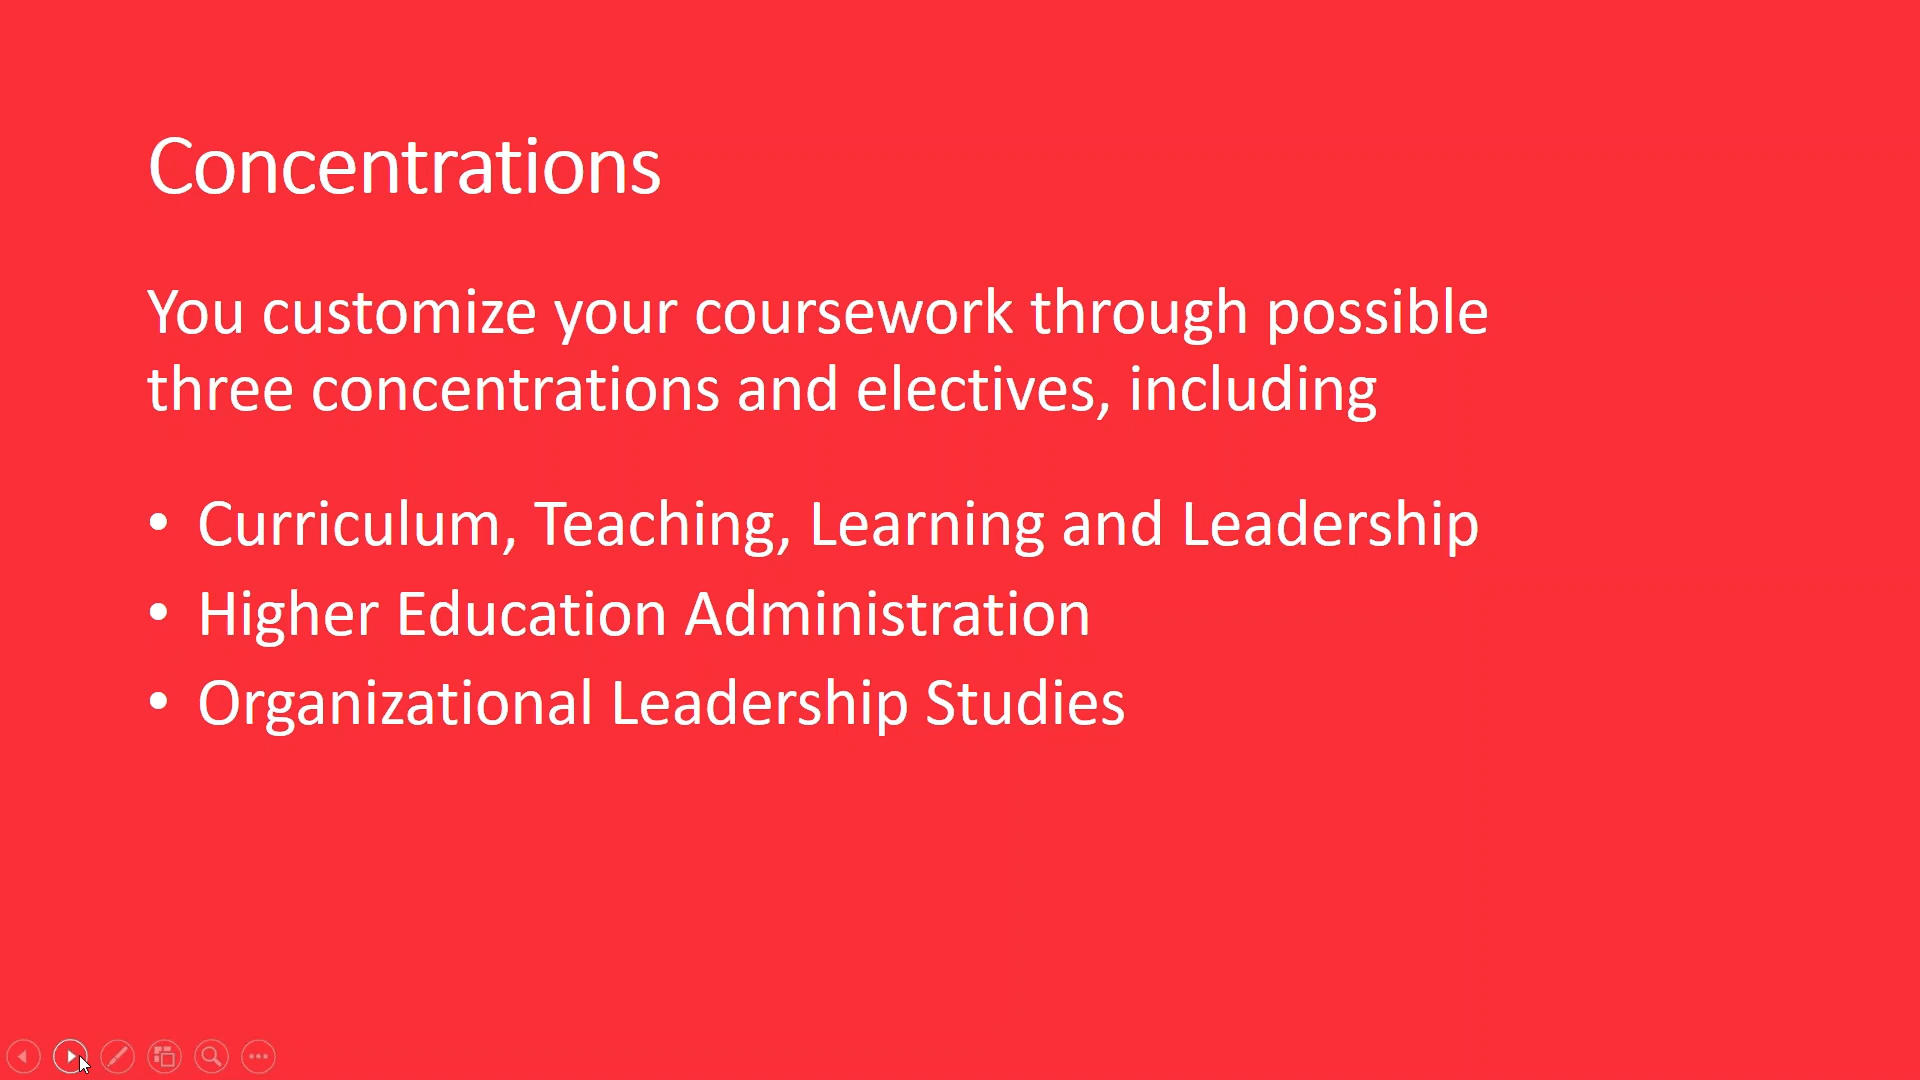 Concentrations
You customize your coursework through possible
three concentrations and electives, including
• Curriculum, Teaching, Learning and Leadership
• Higher Education Administration
• Organizational Leadership Studies